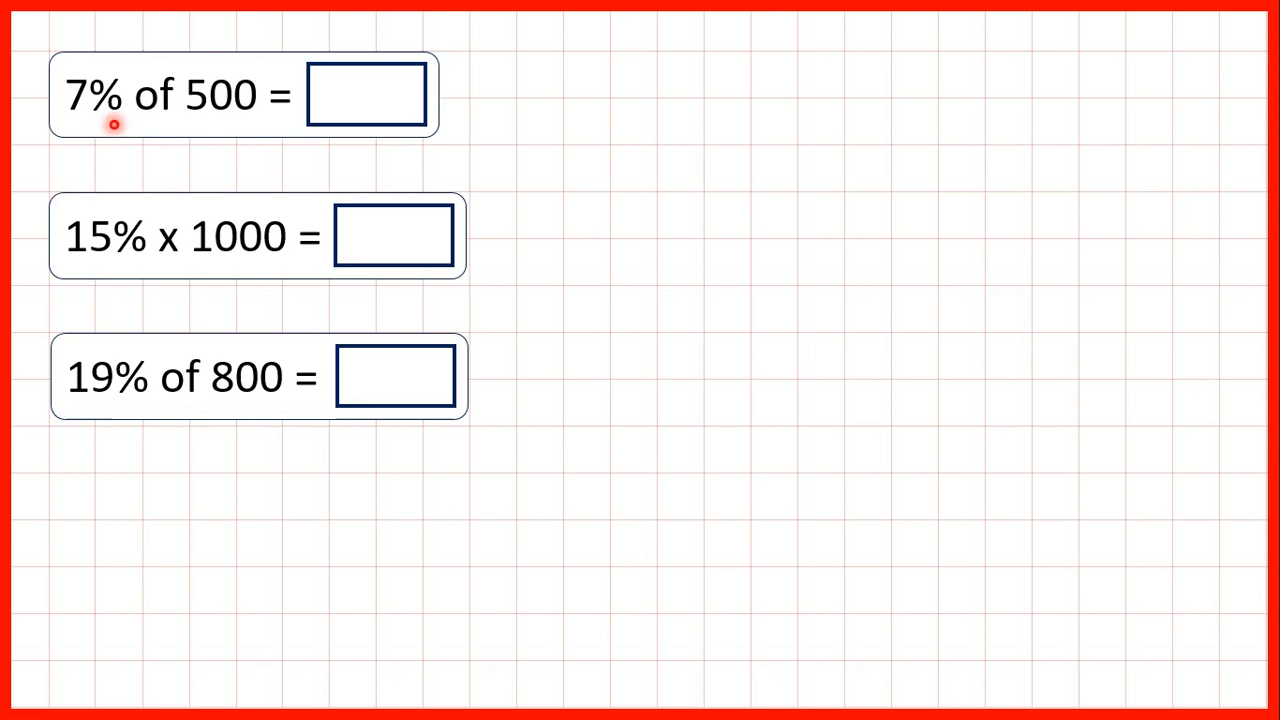 7% of 500 =
15% x 1000 =
19% of 800 =